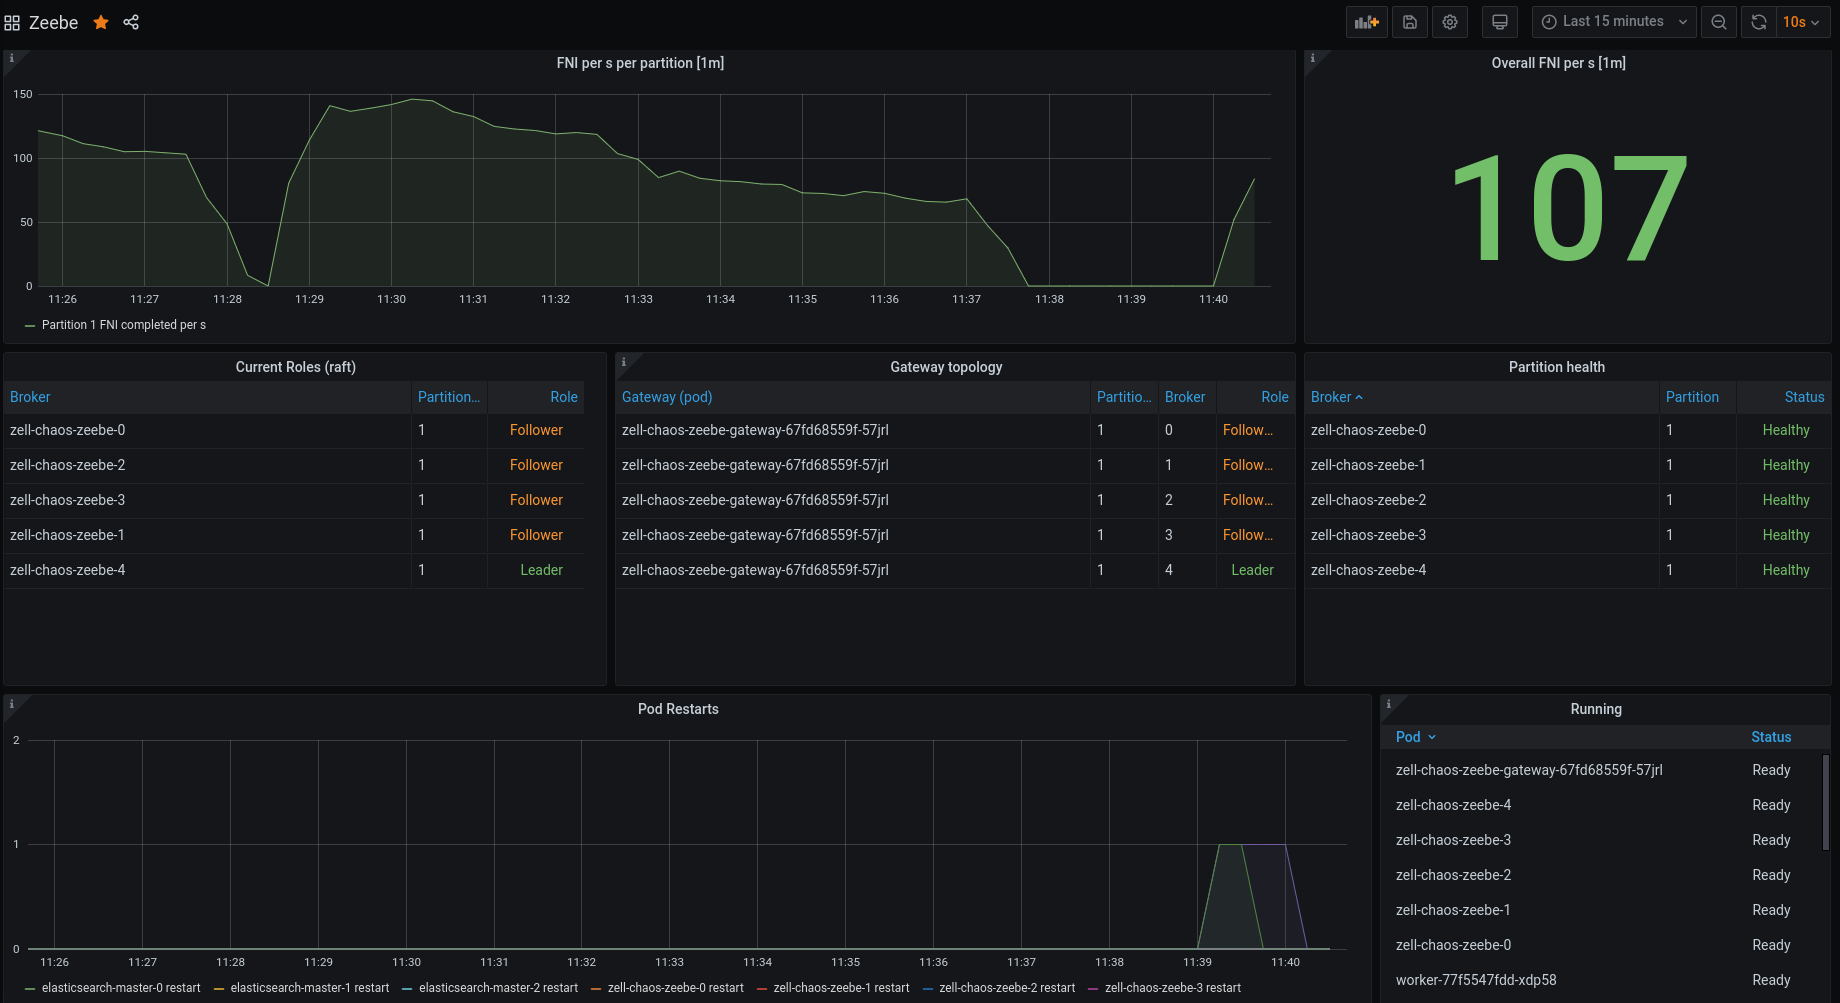 Zeebe
Last 15 minutes
10s
FNI per s per partition [1m]
150
100
50
0
11:26 11:27 11:28 11:29 11:30 11:31 11:32 11:33 11:34 11:35 11:36 11:37 11:38 11:39 11:40
Partition 1 FNI completed per s
Overall FNI per s [1m]
107
Current Roles (raft)
Broker Partition... Role
zell-chaos-zeebe-0 1 Follower
zell-chaos-zeebe-2 1 Follower
zell-chaos-zeebe-3 1 Follower
zell-chaos-zeebe-1 1 Follower
zell-chaos-zeebe-4 1 Leader
Gateway topology
Gateway (pod) Partitio... Broker Role
zell-chaos-zeebe-gateway-67fd68559f-57jrl 1 0 Follow...
zell-chaos-zeebe-gateway-67fd68559f-57jrl 1 1 Follow...
zell-chaos-zeebe-gateway-67fd68559f-57jrl 1 2 Follow...
zell-chaos-zeebe-gateway-67fd68559f-57jrl 1 3 Follow...
zell-chaos-zeebe-gateway-67fd68559f-57jrl 1 4 Leader
Partition health
Broker Partition Status
zell-chaos-zeebe-0 1 Healthy
zell-chaos-zeebe-1 1 Healthy
zell-chaos-zeebe-2 1 Healthy
zell-chaos-zeebe-3 1 Healthy
zell-chaos-zeebe-4 1 Healthy
Pod Restarts
2
1
0
11:26 11:27 11:28 11:29 11:30 11:31 11:32 11:33 11:34 11:35 11:36 11:37 11:38 11:39 11:40
elasticsearch-master-0 restart elasticsearch-master-1 restart elasticsearch-master-2 restart zell-chaos-zeebe-0 restart zell-chaos-zeebe-1 restart zell-chaos-zeebe-2 restart zell-chaos-zeebe-3 restart
Running
Pod Status
zell-chaos-zeebe-gateway-67fd68559f-57jrl Ready
zell-chaos-zeebe-4 Ready
zell-chaos-zeebe-3 Ready
zell-chaos-zeebe-2 Ready
zell-chaos-zeebe-1 Ready
zell-chaos-zeebe-0 Ready
worker-77f5547fdd-xdp58 Ready